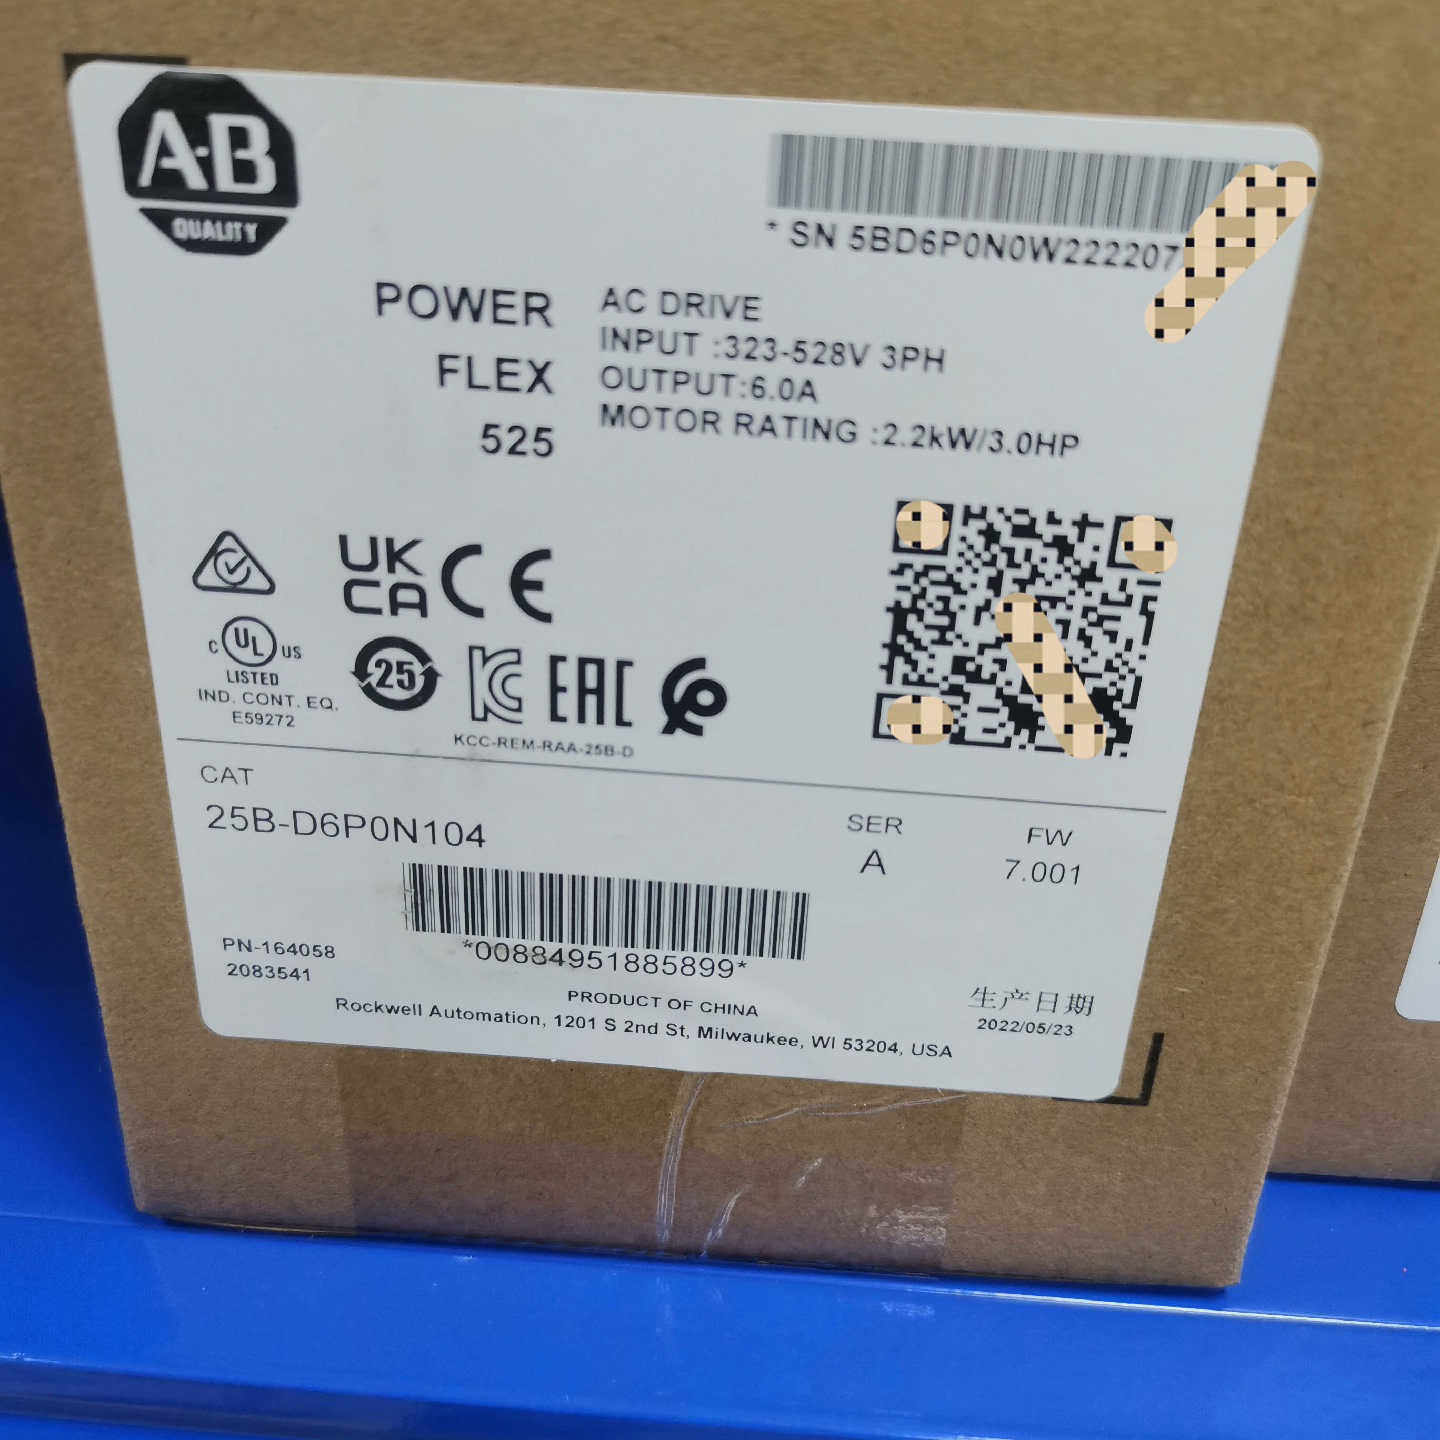 A-B
QUALITY
* SN 5BD6P0N0W222207
POWER
FLEX
525
AC DRIVE
INPUT :323-528V 3PH
OUTPUT:6.0A
MOTOR RATING :2.2kW/3.0HP
UK
CA
CE
C UL US
LISTED
IND. CONT. EQ.
E59272
25
KC
EAC
KCC-REM-RAA-25B-D
CAT
25B-D6P0N104
SER
A
FW
7.001
*00884951885899*
PN-164058
2083541
PRODUCT OF CHINA
Rockwell Automation, 1201 S 2nd St, Milwaukee, WI 53204, USA
生产日期
2022/05/23